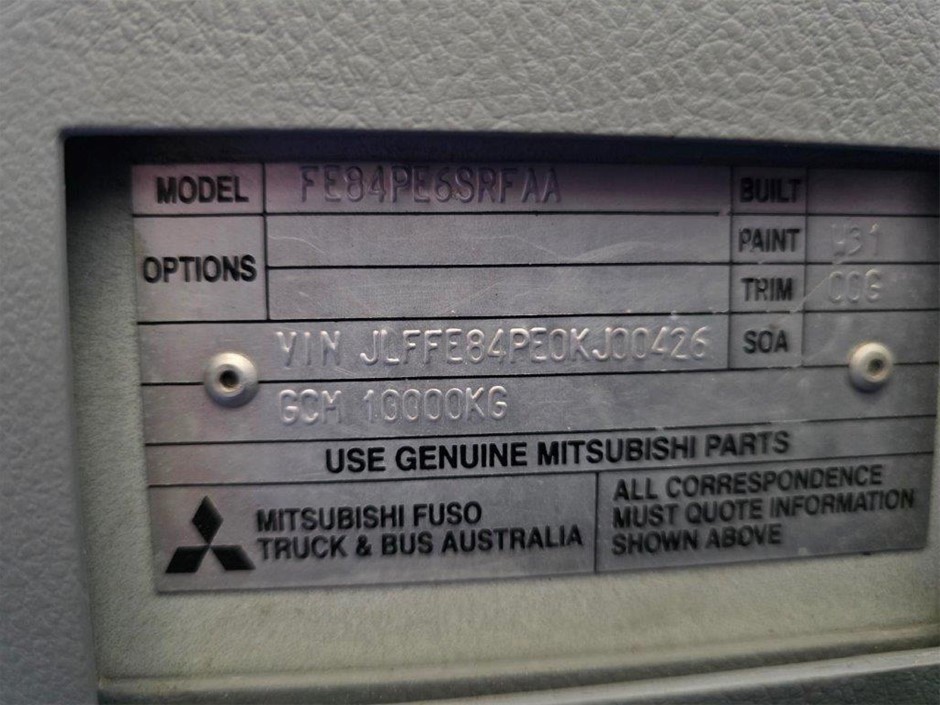 MODEL FE84PE6SRFAA BUILT
PAINT W31
OPTIONS
TRIM 00G
VIN JLFFE84PE0KJ00426 SOA
GCM 10000KG
USE GENUINE MITSUBISHI PARTS
MITSUBISHI FUSO
TRUCK & BUS AUSTRALIA
ALL CORRESPONDENCE
MUST QUOTE INFORMATION
SHOWN ABOVE